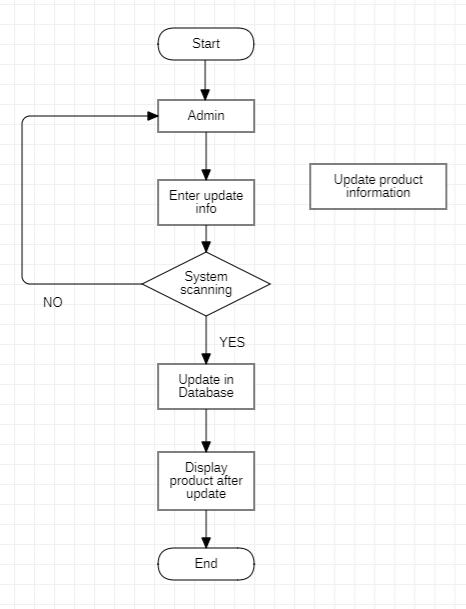 Start
Admin
Update product
information
Enter update
info
System
scanning
NO
YES
Update in
Database
Display
product after
update
End